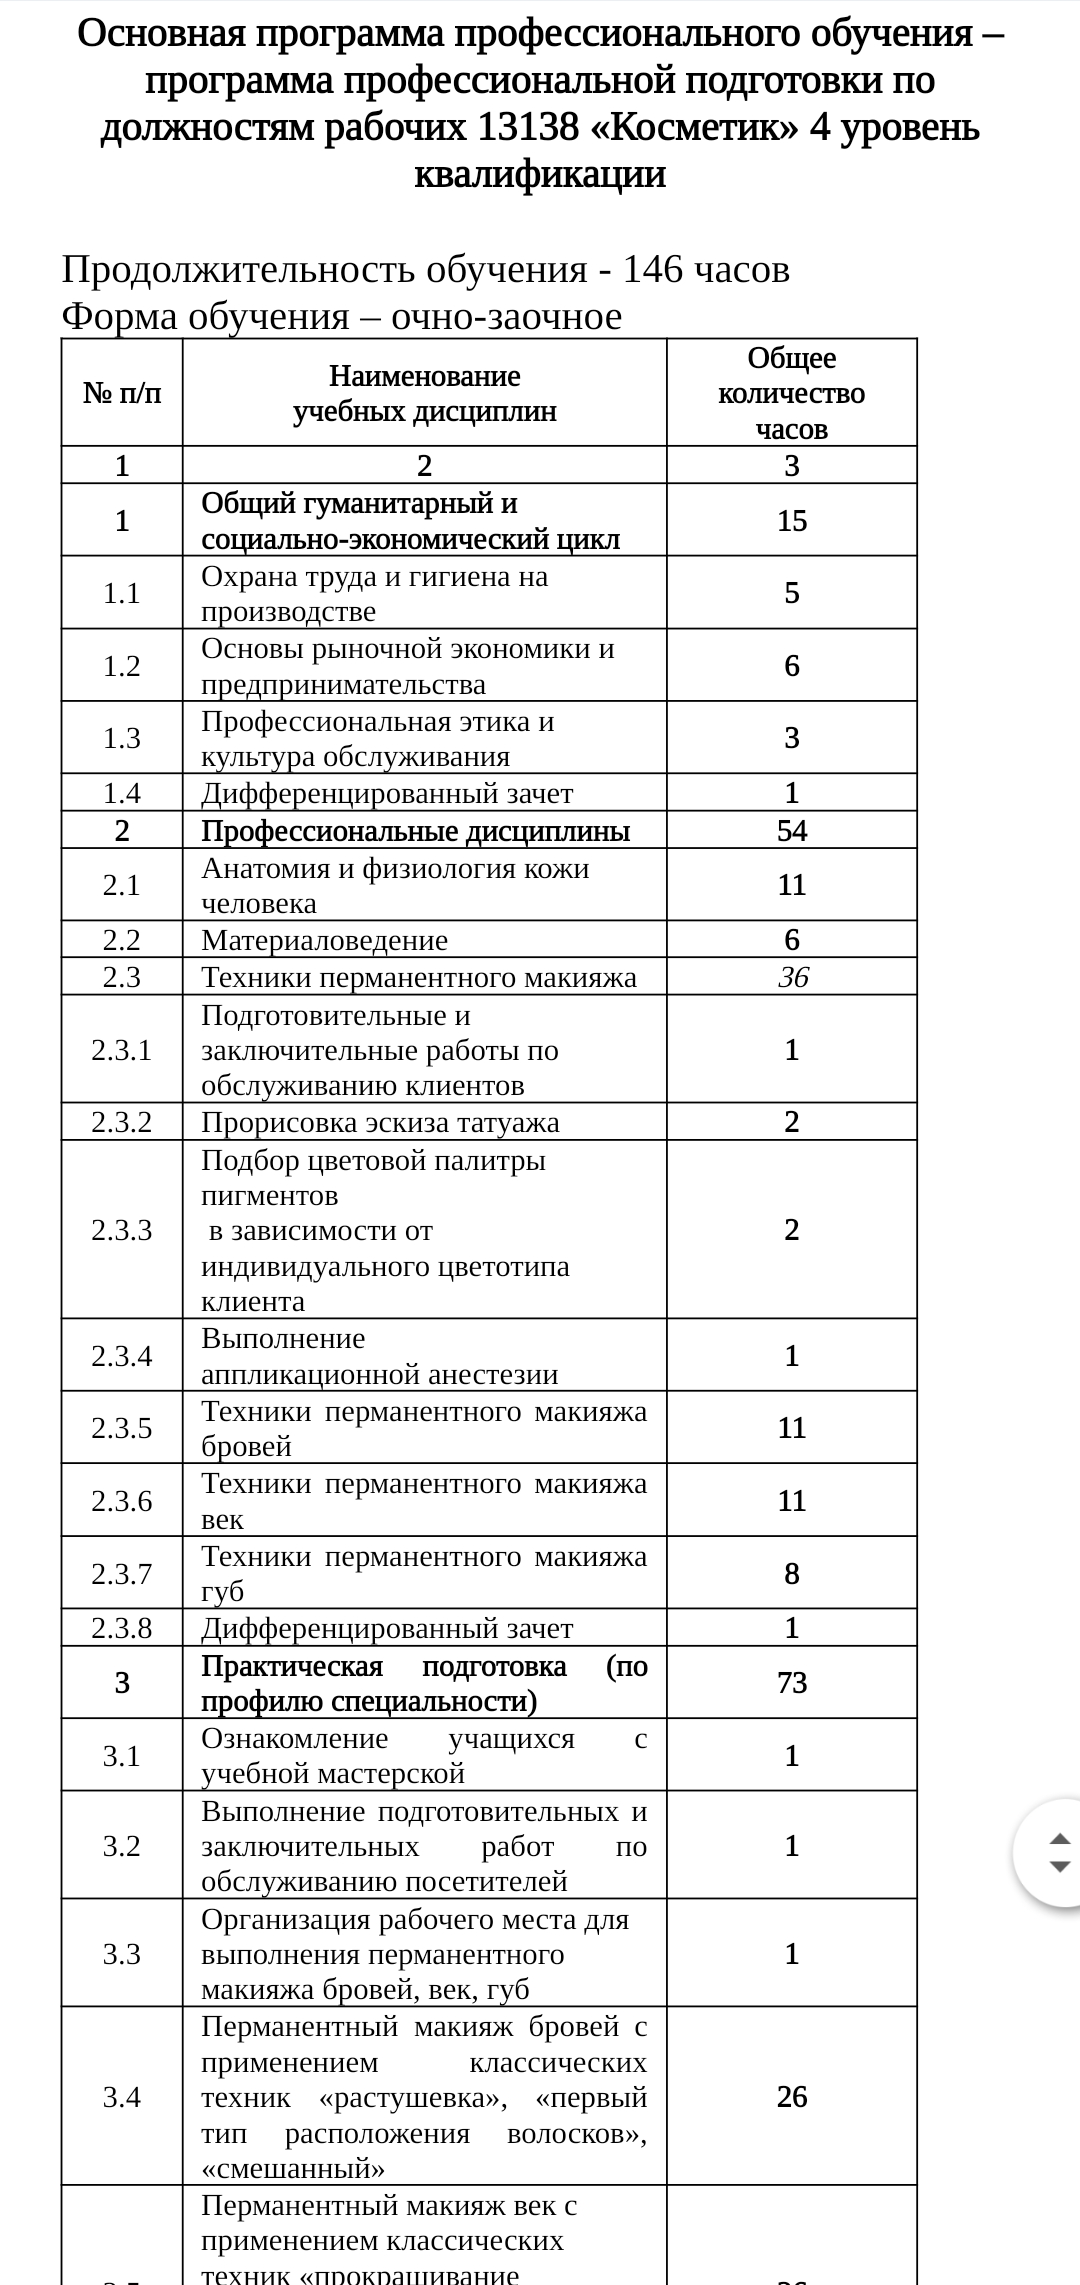 Основная программа профессионального обучения –
программа профессиональной подготовки по
должностям рабочих 13138 «Косметик» 4 уровень
квалификации
Продолжительность обучения - 146 часов
Форма обучения – очно-заочное
№ п/п
Наименование
учебных дисциплин
Общее
количество
часов
1 2 3
1 Общий гуманитарный и
социально-экономический цикл 15
1.1 Охрана труда и гигиена на
производстве 5
1.2 Основы рыночной экономики и
предпринимательства 6
1.3 Профессиональная этика и
культура обслуживания 3
1.4 Дифференцированный зачет 1
2 Профессиональные дисциплины 54
2.1 Анатомия и физиология кожи
человека 11
2.2 Материаловедение 6
2.3 Техники перманентного макияжа 36
2.3.1 Подготовительные и
заключительные работы по
обслуживанию клиентов 1
2.3.2 Прорисовка эскиза татуажа 2
2.3.3 Подбор цветовой палитры
пигментов
в зависимости от
индивидуального цветотипа
клиента 2
2.3.4 Выполнение
аппликационной анестезии 1
2.3.5 Техники перманентного макияжа
бровей 11
2.3.6 Техники перманентного макияжа
век 11
2.3.7 Техники перманентного макияжа
губ 8
2.3.8 Дифференцированный зачет 1
3 Практическая подготовка (по
профилю специальности) 73
3.1 Ознакомление учащихся с
учебной мастерской 1
3.2 Выполнение подготовительных и
заключительных работ по
обслуживанию посетителей 1
3.3 Организация рабочего места для
выполнения перманентного
макияжа бровей, век, губ 1
3.4 Перманентный макияж бровей с
применением классических
техник «растушевка», «первый
тип расположения волосков»,
«смешанный» 26
Перманентный макияж век с
применением классических
техник «прокрашивание